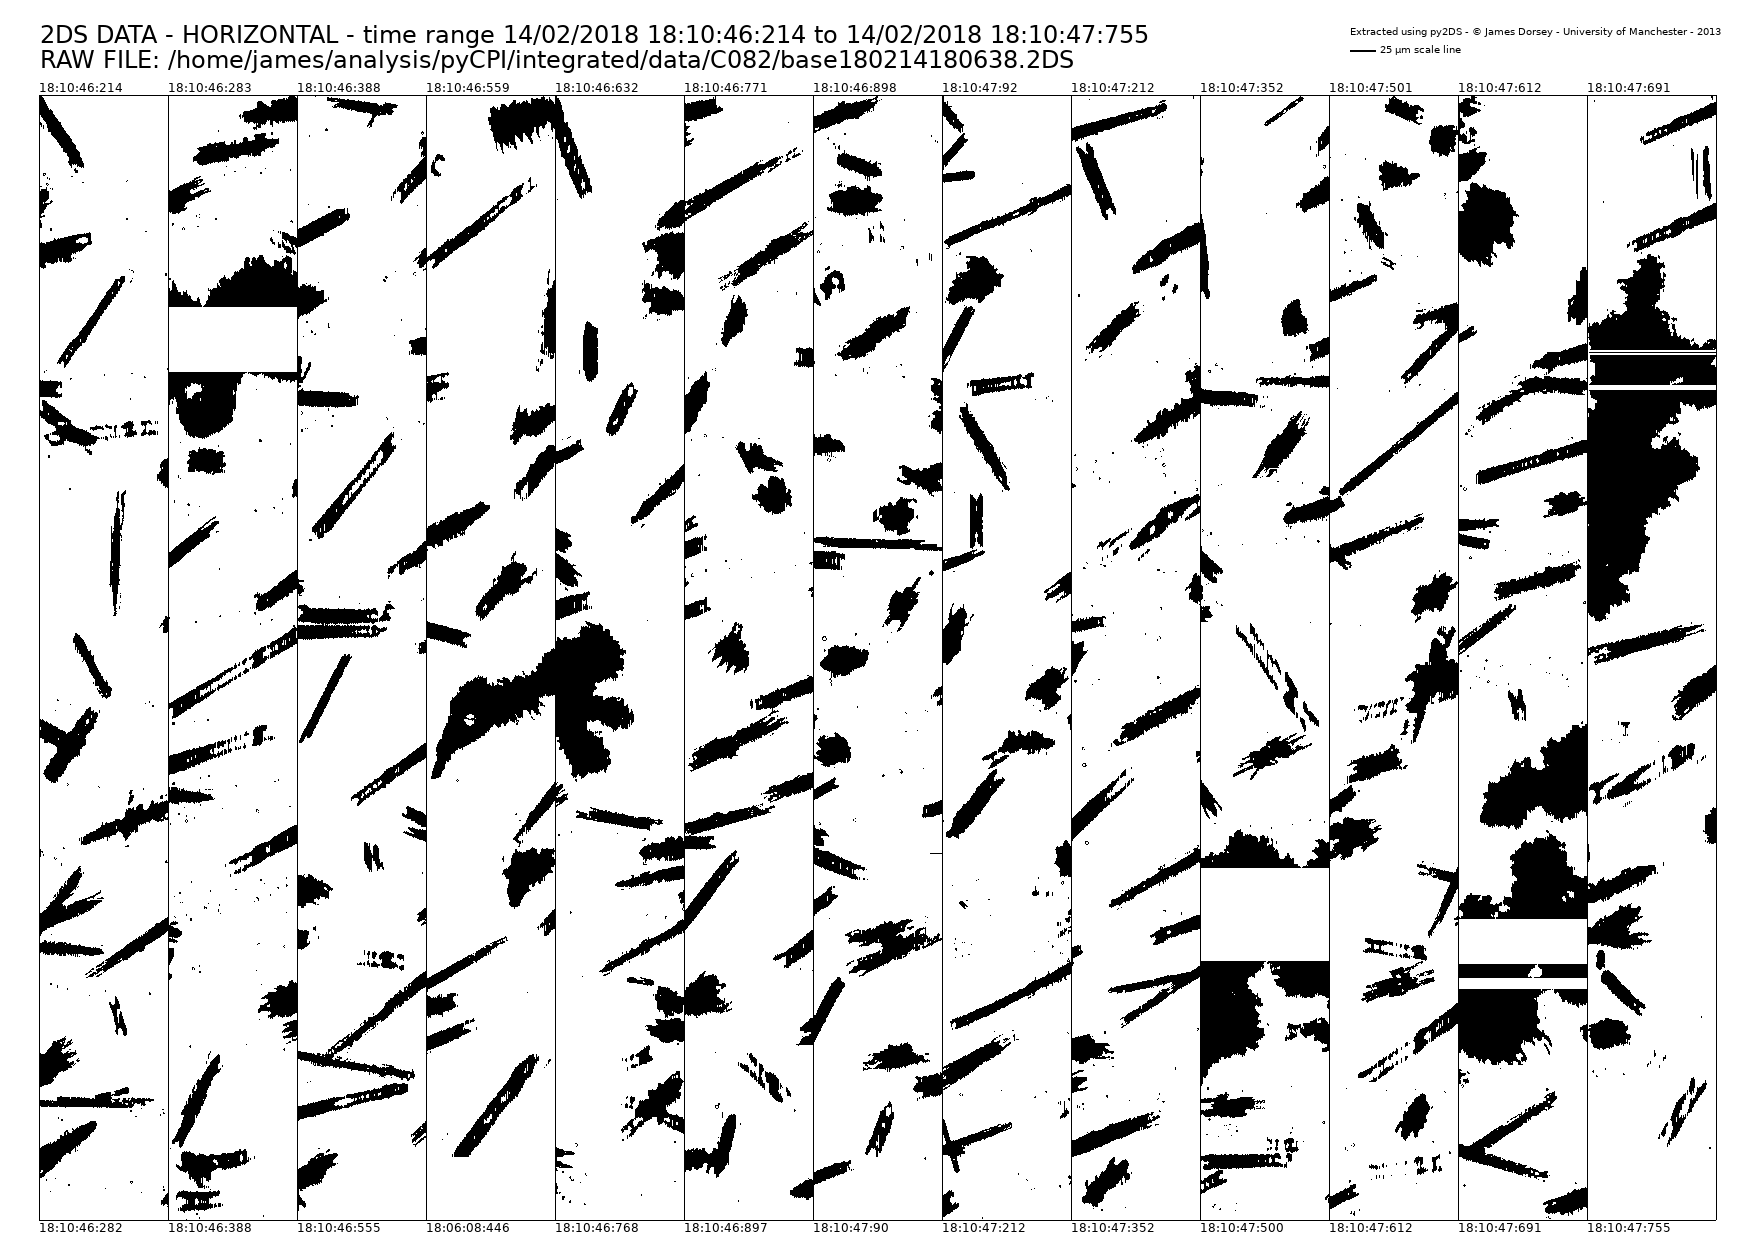 2DS DATA - HORIZONTAL - time range 14/02/2018 18:10:46:214 to 14/02/2018 18:10:47:755
RAW FILE: /home/james/analysis/pyCPI/integrated/data/C082/base180214180638.2DS
Extracted using py2DS - © James Dorsey - University of Manchester - 2013
25 µm scale line
18:10:46:214 18:10:46:283 18:10:46:388 18:10:46:559 18:10:46:632 18:10:46:771 18:10:46:898 18:10:47:92 18:10:47:212 18:10:47:352 18:10:47:501 18:10:47:612 18:10:47:691
18:10:46:282 18:10:46:388 18:10:46:555 18:06:08:446 18:10:46:768 18:10:46:897 18:10:47:90 18:10:47:212 18:10:47:352 18:10:47:500 18:10:47:612 18:10:47:691 18:10:47:755